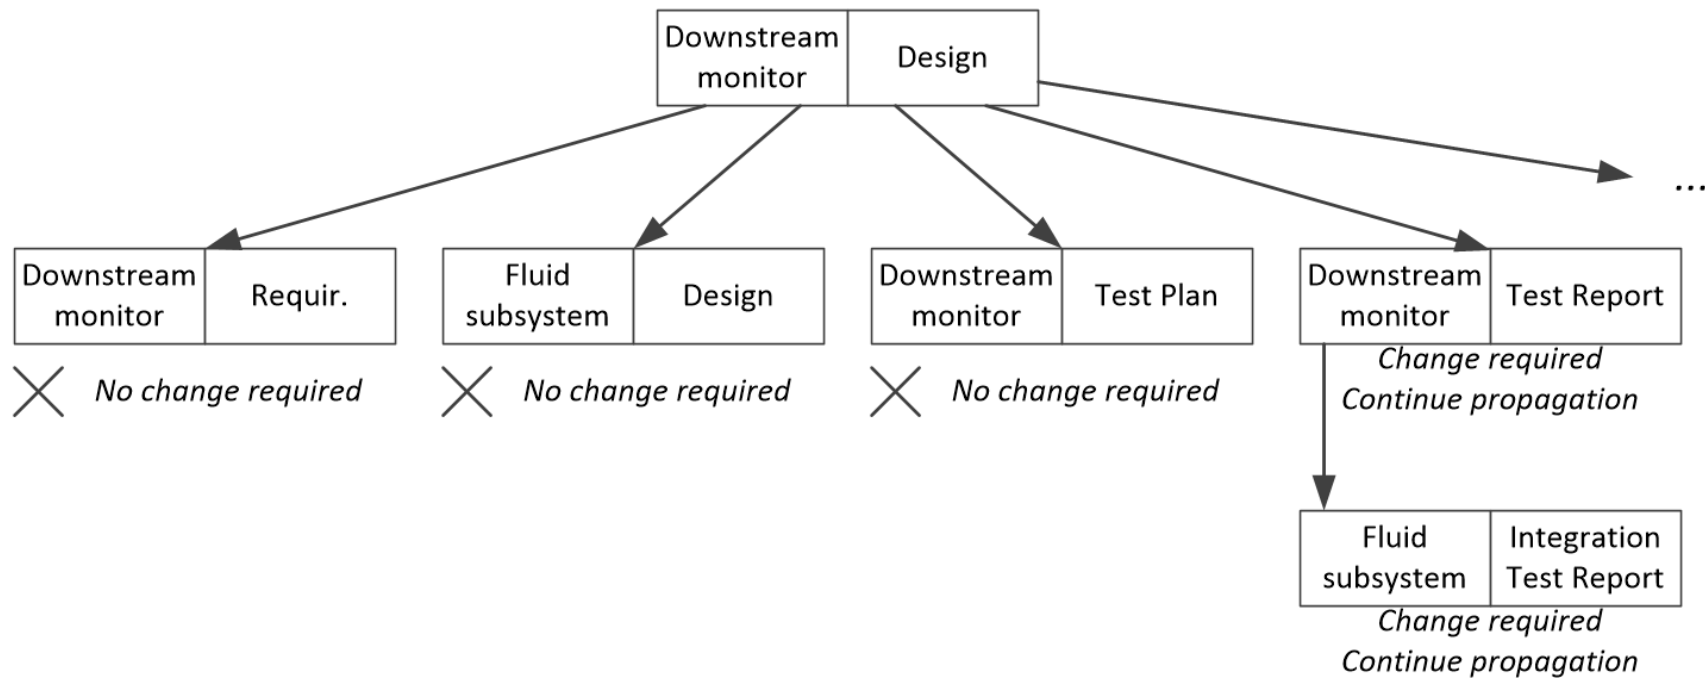 Downstream
monitor
Design
...
Downstream
monitor
Requir.
Fluid
subsystem
Design
Downstream
monitor
Test Plan
Downstream
monitor
Test Report
No change required
No change required
No change required
Change required
Continue propagation
Fluid
subsystem
Integration
Test Report
Change required
Continue propagation